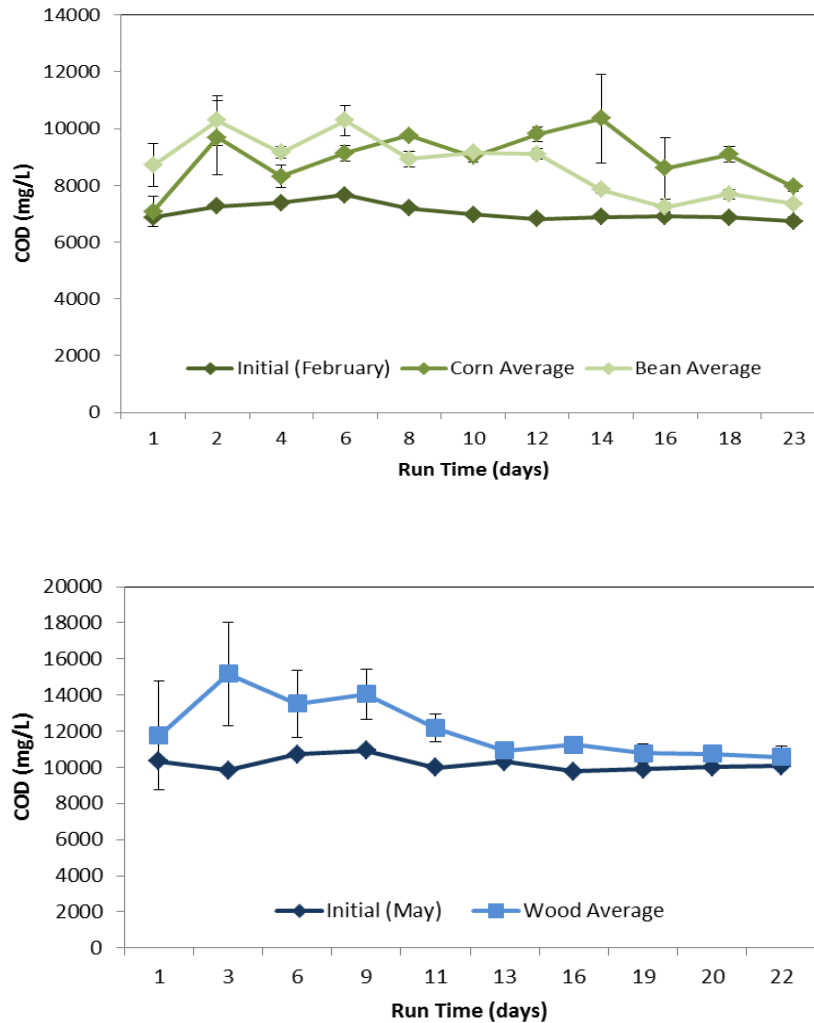 14000
12000
10000
8000
6000
4000
2000
0
COD (mg/L)
Initial (February) Corn Average Bean Average
1 2 4 6 8 10 12 14 16 18 23
Run Time (days)
20000
18000
16000
14000
12000
10000
8000
6000
4000
2000
0
COD (mg/L)
Initial (May) Wood Average
1 3 6 9 11 13 16 19 20 22
Run Time (days)